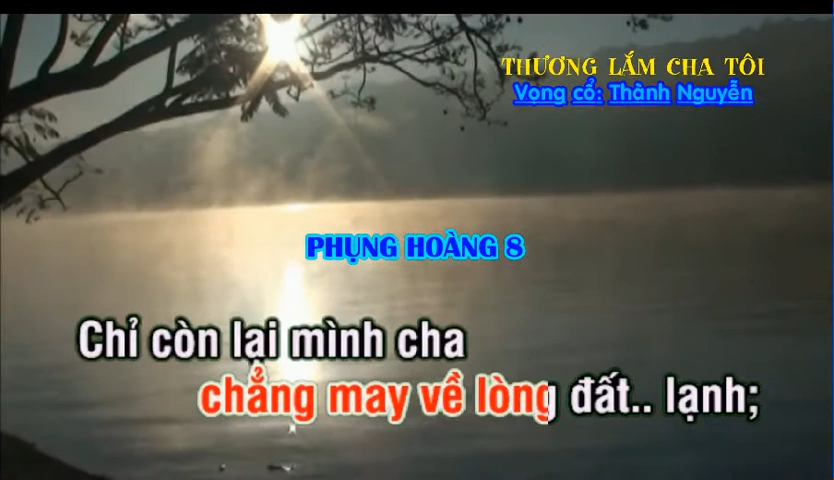 THƯƠNG LẮM CHA TÔI
Vọng cổ: Thành Nguyễn
PHỤNG HOÀNG 8
Chỉ còn lại mình cha
chẳng may về lòng đất.. lạnh;